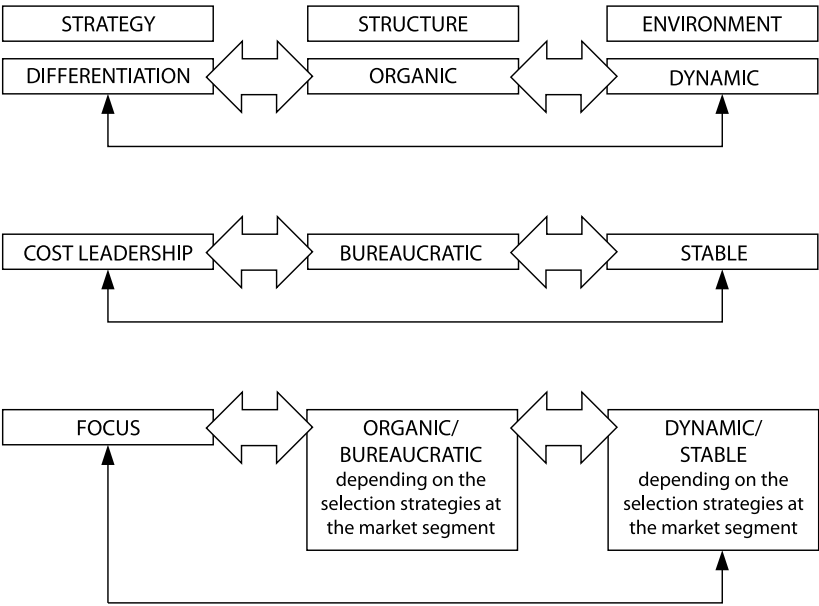 STRATEGY
STRUCTURE
ENVIRONMENT
DIFFERENTIATION
ORGANIC
DYNAMIC
COST LEADERSHIP
BUREAUCRATIC
STABLE
FOCUS
ORGANIC/
BUREAUCRATIC
depending on the
selection strategies at
the market segment
DYNAMIC/
STABLE
depending on the
selection strategies at
the market segment